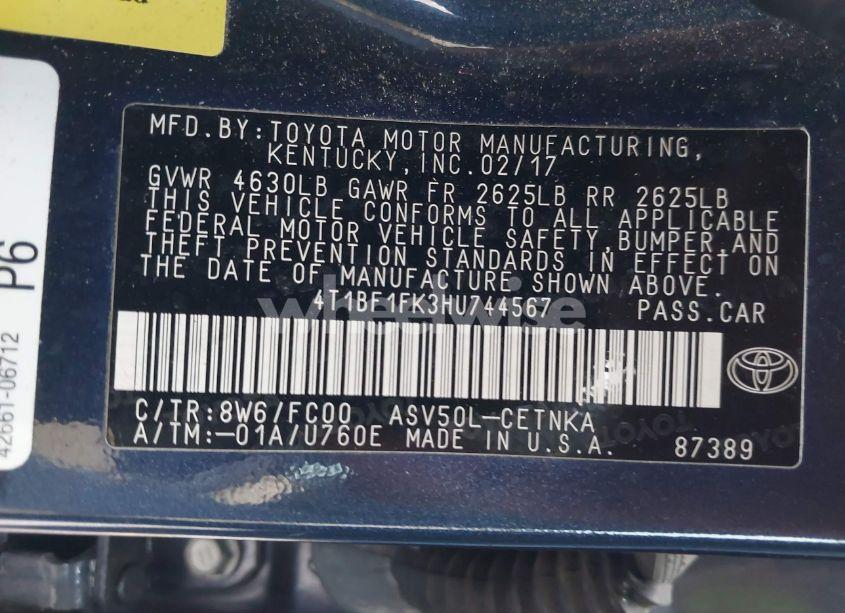 P6
42661-06712
MFD. BY: TOYOTA MOTOR MANUFACTURING,
KENTUCKY, INC. 02/17
GVWR 4630LB GAWR FR 2625LB RR 2625LB
THIS VEHICLE CONFORMS TO ALL APPLICABLE
FEDERAL MOTOR VEHICLE SAFETY, BUMPER, AND
THEFT PREVENTION STANDARDS IN EFFECT ON
THE DATE OF MANUFACTURE SHOWN ABOVE.
4T1BF1FK3HU744567 PASS. CAR
wheelwise
C/TR: 8W6/FC00 ASV50L-CETNKA
A/TM: -01A/U760E MADE IN U.S.A. 87389